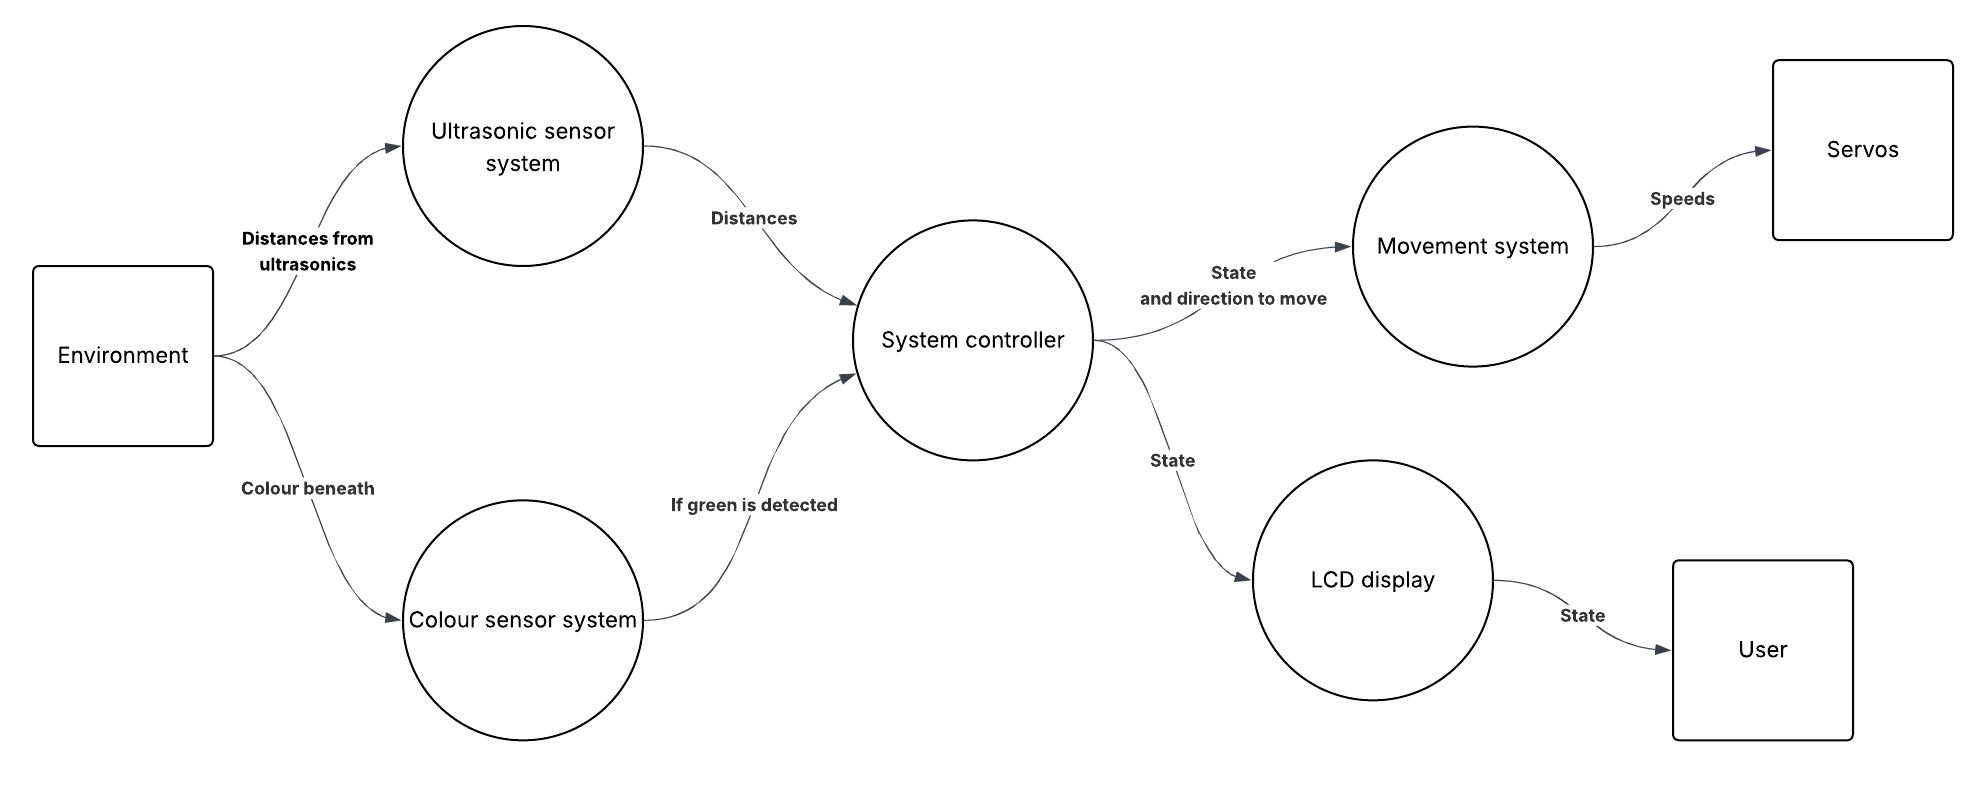 Ultrasonic sensor
system
Servos
Movement system
Speeds
Distances
Distances from
ultrasonics
State
and direction to move
System controller
Environment
State
Colour beneath
If green is detected
LCD display
State
Colour sensor system
User